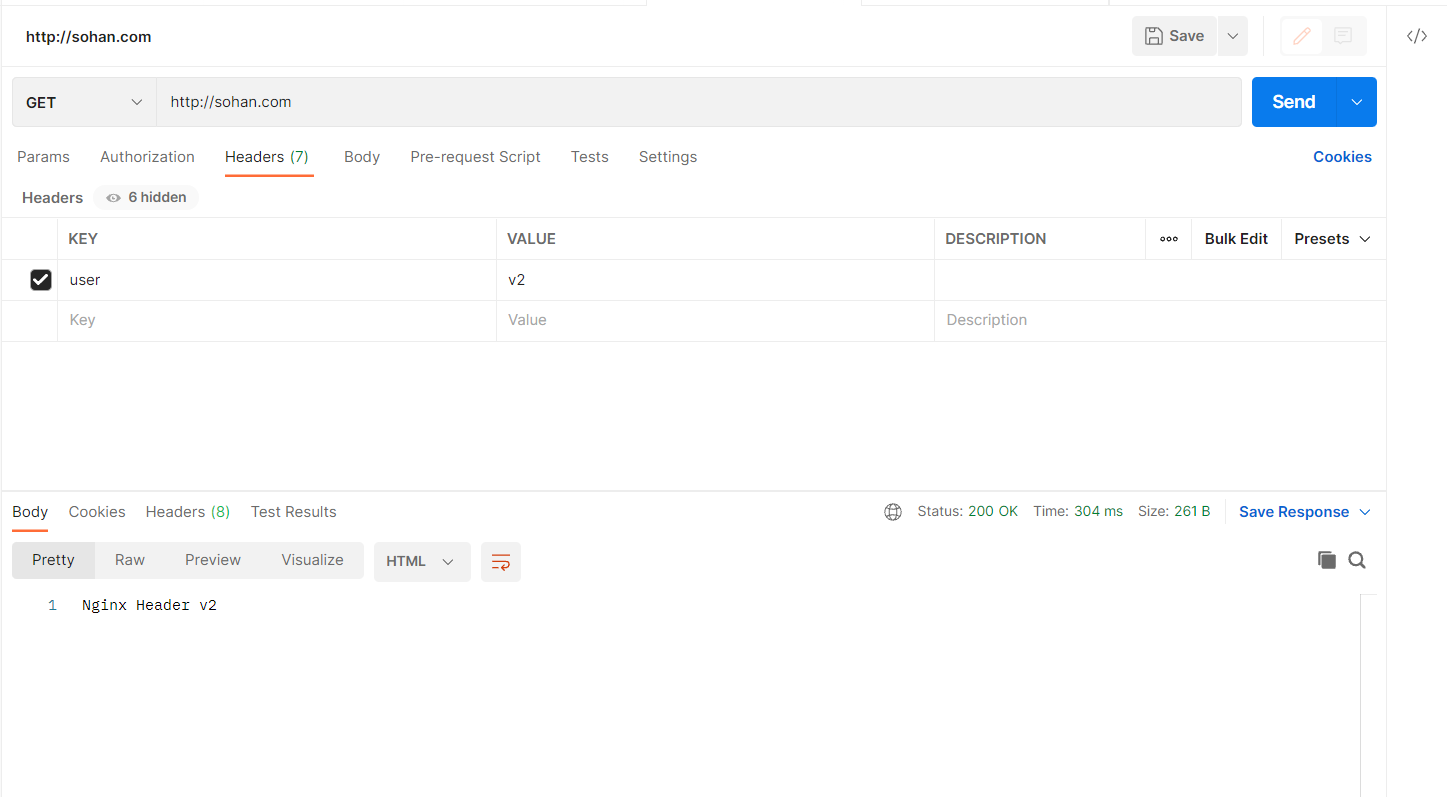 http://sohan.com Save </>
GET http://sohan.com Send
Params Authorization Headers (7) Body Pre-request Script Tests Settings Cookies
Headers 6 hidden
KEY VALUE DESCRIPTION ooo Bulk Edit Presets
user v2
Key Value Description
Body Cookies Headers (8) Test Results Status: 200 OK Time: 304 ms Size: 261 B Save Response
Pretty Raw Preview Visualize HTML
1 Nginx Header v2